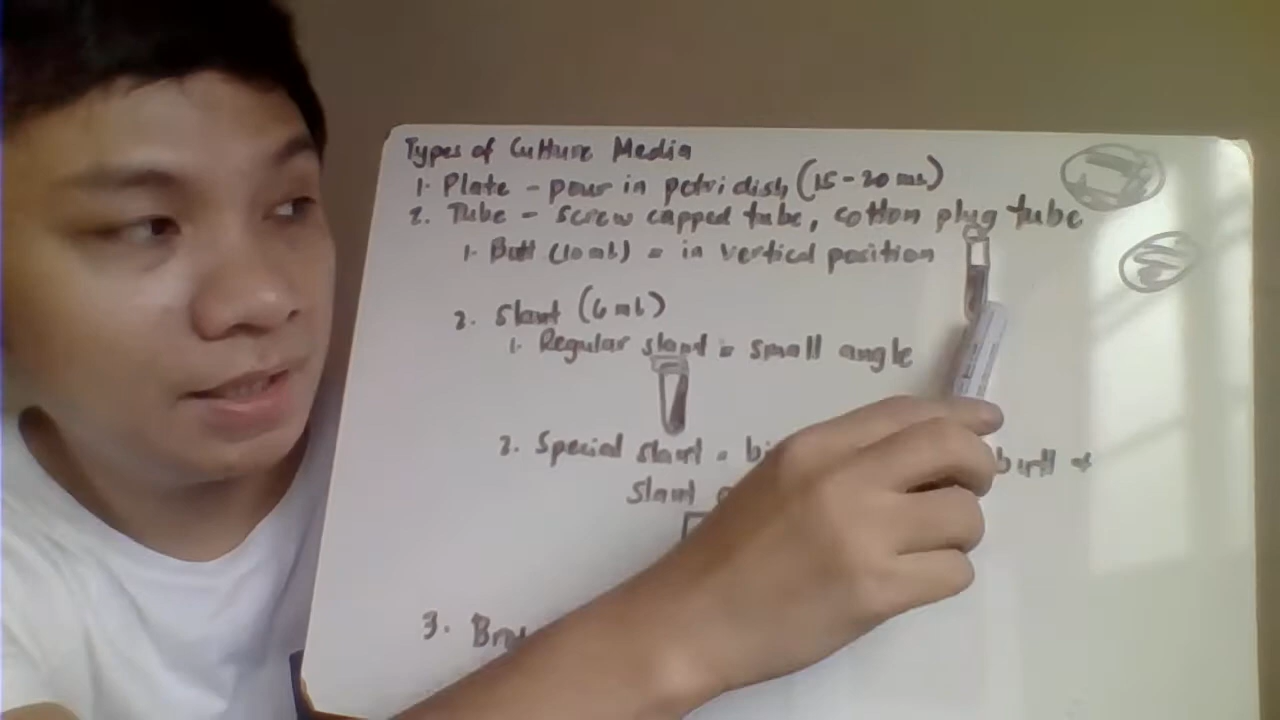 Types of Culture Media
1. Plate - pour in petri dish (15-20 mL)
2. Tube - screw capped tube, cotton plug tube
1. Butt (10 mL) = in vertical position
2. Slant (6 mL)
1. Regular slant = small angle
2. Special slant = bi butt &
slant
3.